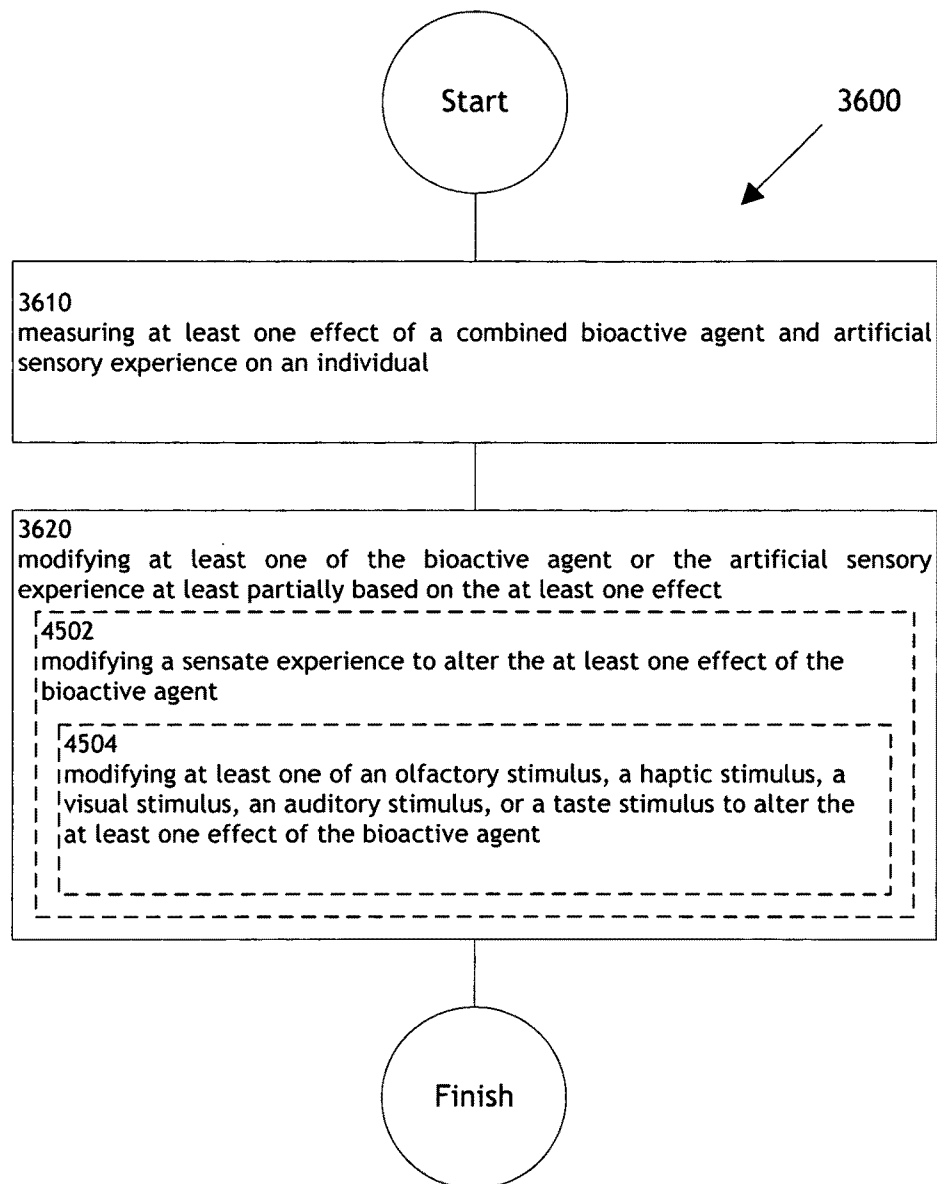 Start
3600
3610
measuring at least one effect of a combined bioactive agent and artificial
sensory experience on an individual
3620
modifying at least one of the bioactive agent or the artificial sensory
experience at least partially based on the at least one effect
4502
modifying a sensate experience to alter the at least one effect of the
bioactive agent
4504
modifying at least one of an olfactory stimulus, a haptic stimulus, a
visual stimulus, an auditory stimulus, or a taste stimulus to alter the
at least one effect of the bioactive agent
Finish